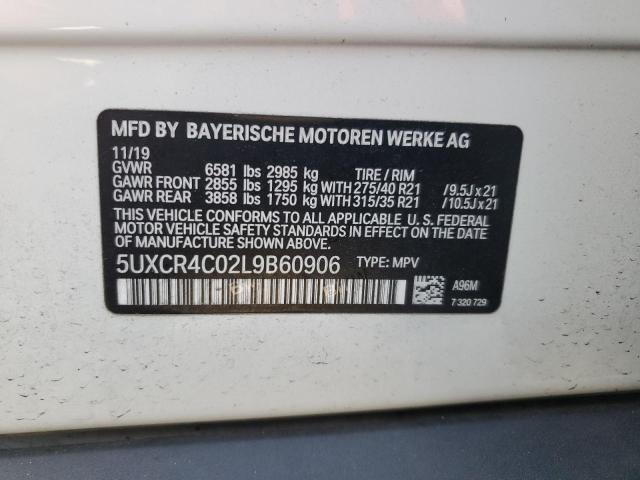 MFD BY BAYERISCHE MOTOREN WERKE AG
11/19
GVWR 6581 lbs 2985 kg TIRE / RIM
GAWR FRONT 2855 lbs 1295 kg WITH 275/40 R21 / 9.5J x 21
GAWR REAR 3858 lbs 1750 kg WITH 315/35 R21 / 10.5J x 21
THIS VEHICLE CONFORMS TO ALL APPLICABLE U. S. FEDERAL
MOTOR VEHICLE SAFETY STANDARDS IN EFFECT
ON THE DATE OF MANUFACTURE SHOWN ABOVE.
5UXCR4C02L9B60906 TYPE: MPV
A96M
7 320 729